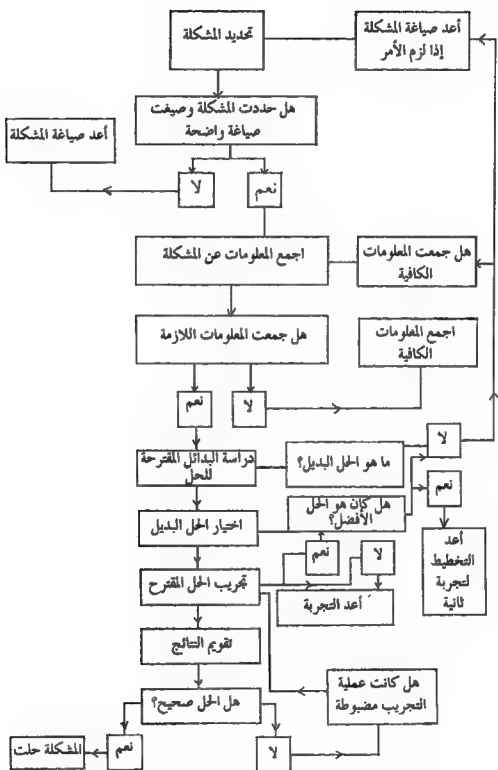 أعد صياغة المشكلة
إذا لزم الأمر
تحديد المشكلة
هل حددت المشكلة وصيغت
صياغة واضحة
أعد صياغة المشكلة
نعم
لا
هل جمعت المعلومات
الكافية
اجمع المعلومات عن المشكلة
هل جمعت المعلومات اللازمة
اجمع المعلومات
الكافية
لا
نعم
لا
ما هو الحل البديل؟
دراسة البدائل المقترحة
للحل
نعم
هل كان هو الحل
الأفضل؟
اختيار الحل البديل
أعد
التخطيط
لتجربة
ثانية
لا
نعم
تجريب الحل المقترح
أعد التجربة
تقويم النتائج
هل كانت عملية
التجريب مضبوطة
هل الحل صحيح؟
لا
نعم
المشكلة حلت